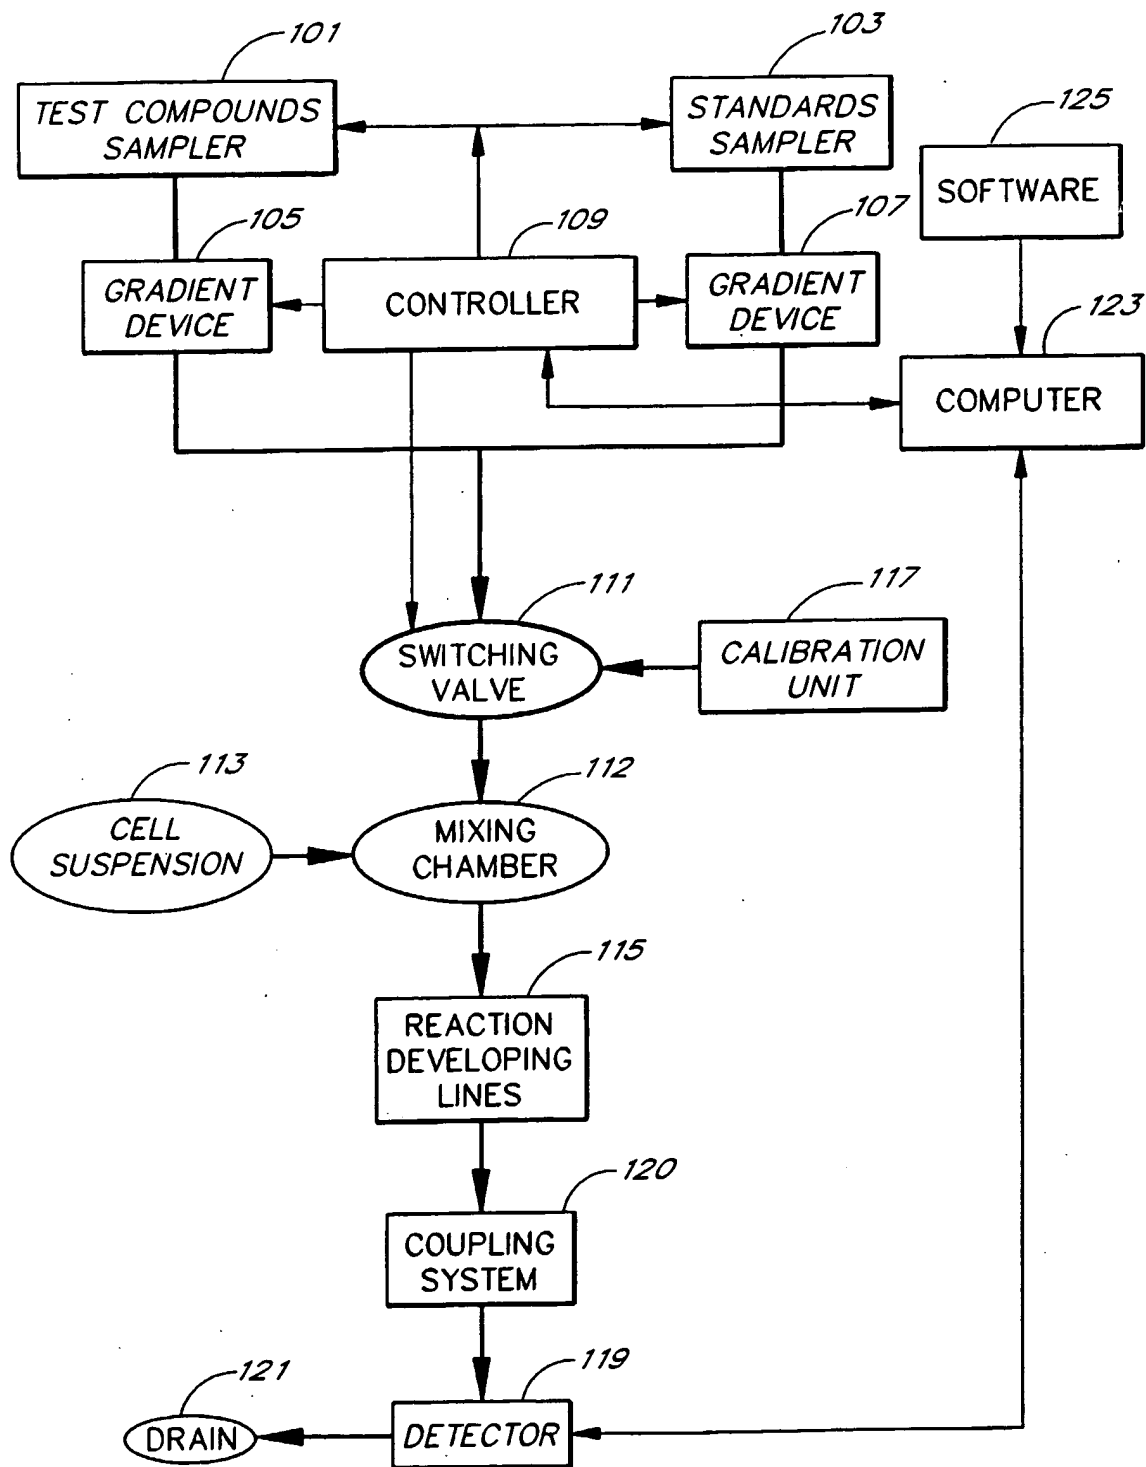 101
103
TEST COMPOUNDS
SAMPLER
STANDARDS
SAMPLER
125
SOFTWARE
105
109
107
GRADIENT
DEVICE
CONTROLLER
GRADIENT
DEVICE
123
COMPUTER
111
117
SWITCHING
VALVE
CALIBRATION
UNIT
113
112
CELL
SUSPENSION
MIXING
CHAMBER
115
REACTION
DEVELOPING
LINES
120
COUPLING
SYSTEM
119
121
DRAIN
DETECTOR